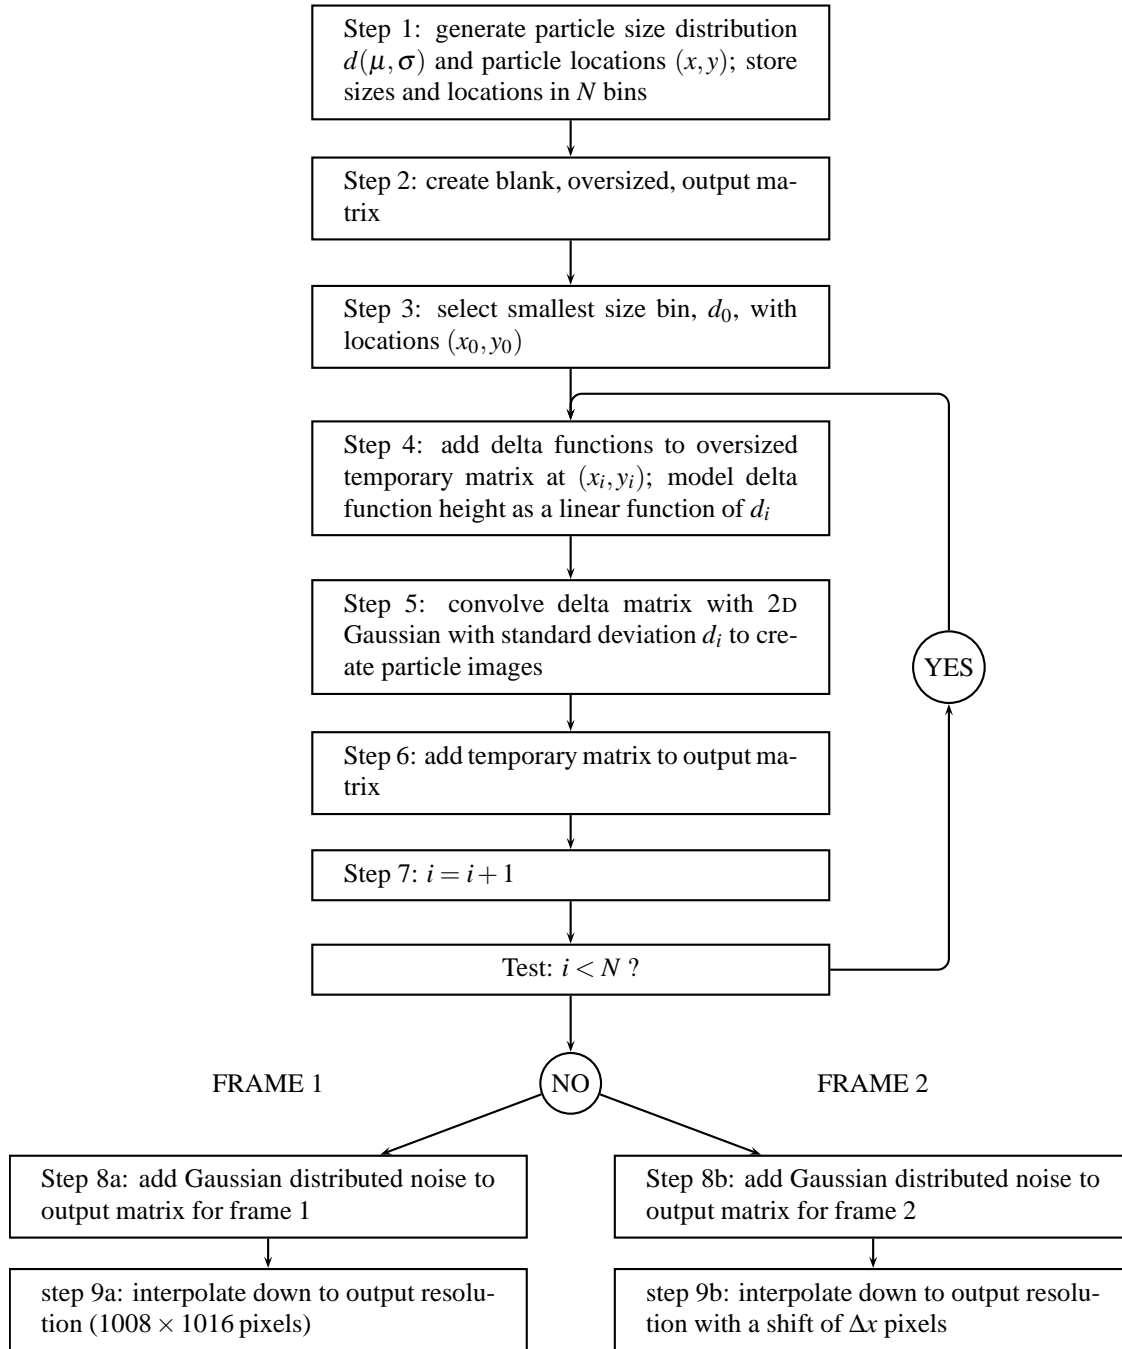 Step 1: generate particle size distribution
d(μ,σ) and particle locations (x,y); store
sizes and locations in N bins
Step 2: create blank, oversized, output ma-
trix
Step 3: select smallest size bin, d₀, with
locations (x₀,y₀)
Step 4: add delta functions to oversized
temporary matrix at (xᵢ,yᵢ); model delta
function height as a linear function of dᵢ
Step 5: convolve delta matrix with 2D
Gaussian with standard deviation dᵢ to cre-
ate particle images
YES
Step 6: add temporary matrix to output ma-
trix
Step 7: i = i + 1
Test: i < N ?
FRAME 1
NO
FRAME 2
Step 8a: add Gaussian distributed noise to
output matrix for frame 1
Step 8b: add Gaussian distributed noise to
output matrix for frame 2
step 9a: interpolate down to output resolu-
tion (1008 × 1016 pixels)
step 9b: interpolate down to output resolu-
tion with a shift of Δx pixels